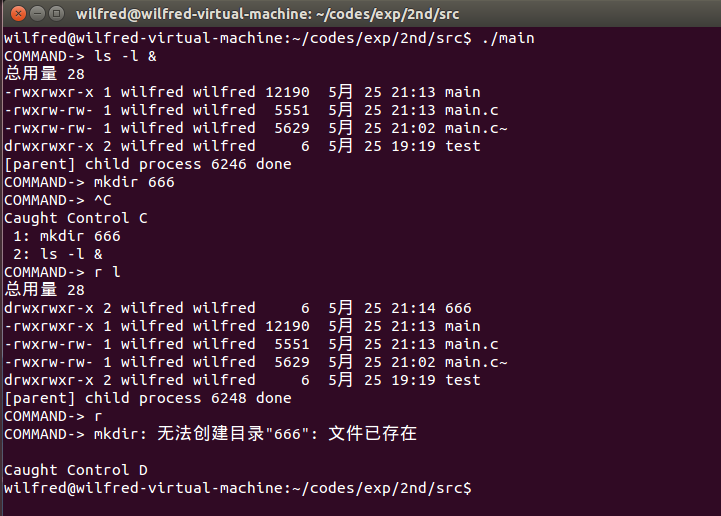 wilfred@wilfred-virtual-machine: ~/codes/exp/2nd/src
wilfred@wilfred-virtual-machine:~/codes/exp/2nd/src$ ./main
COMMAND-> ls -l &
总用量 28
-rwxrwxr-x 1 wilfred wilfred 12190  5月 25 21:13 main
-rwxrw-rw- 1 wilfred wilfred  5551  5月 25 21:13 main.c
-rwxrw-rw- 1 wilfred wilfred  5629  5月 25 21:02 main.c~
drwxrwxr-x 2 wilfred wilfred     6  5月 25 19:19 test
[parent] child process 6246 done
COMMAND-> mkdir 666
COMMAND-> ^C
Caught Control C
 1: mkdir 666
 2: ls -l &
COMMAND-> r l
总用量 28
drwxrwxr-x 2 wilfred wilfred     6  5月 25 21:14 666
-rwxrwxr-x 1 wilfred wilfred 12190  5月 25 21:13 main
-rwxrw-rw- 1 wilfred wilfred  5551  5月 25 21:13 main.c
-rwxrw-rw- 1 wilfred wilfred  5629  5月 25 21:02 main.c~
drwxrwxr-x 2 wilfred wilfred     6  5月 25 19:19 test
[parent] child process 6248 done
COMMAND-> r
COMMAND-> mkdir: 无法创建目录"666": 文件已存在
Caught Control D
wilfred@wilfred-virtual-machine:~/codes/exp/2nd/src$